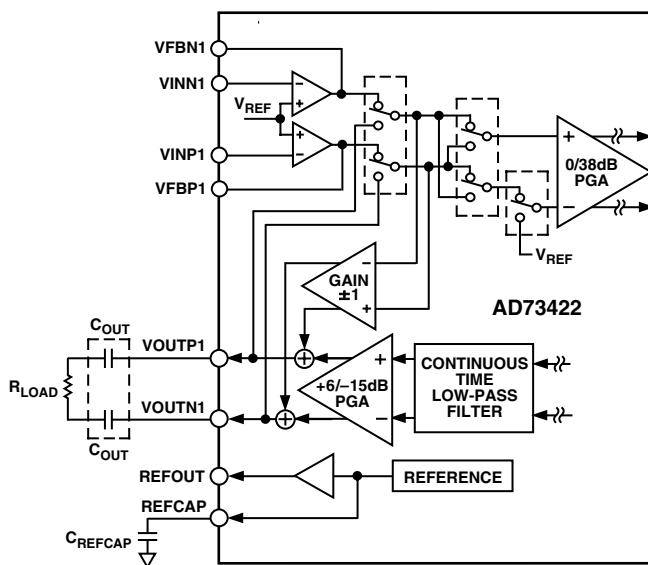 VFBN1
VINN1
VREF
VINP1
VFBP1
0/38dB
PGA
VREF
GAIN
±1
AD73422
COUT
VOUTP1
RLOAD
+6/–15dB
PGA
CONTINUOUS
TIME
LOW-PASS
FILTER
VOUTN1
COUT
REFOUT
REFERENCE
REFCAP
CREFCAP